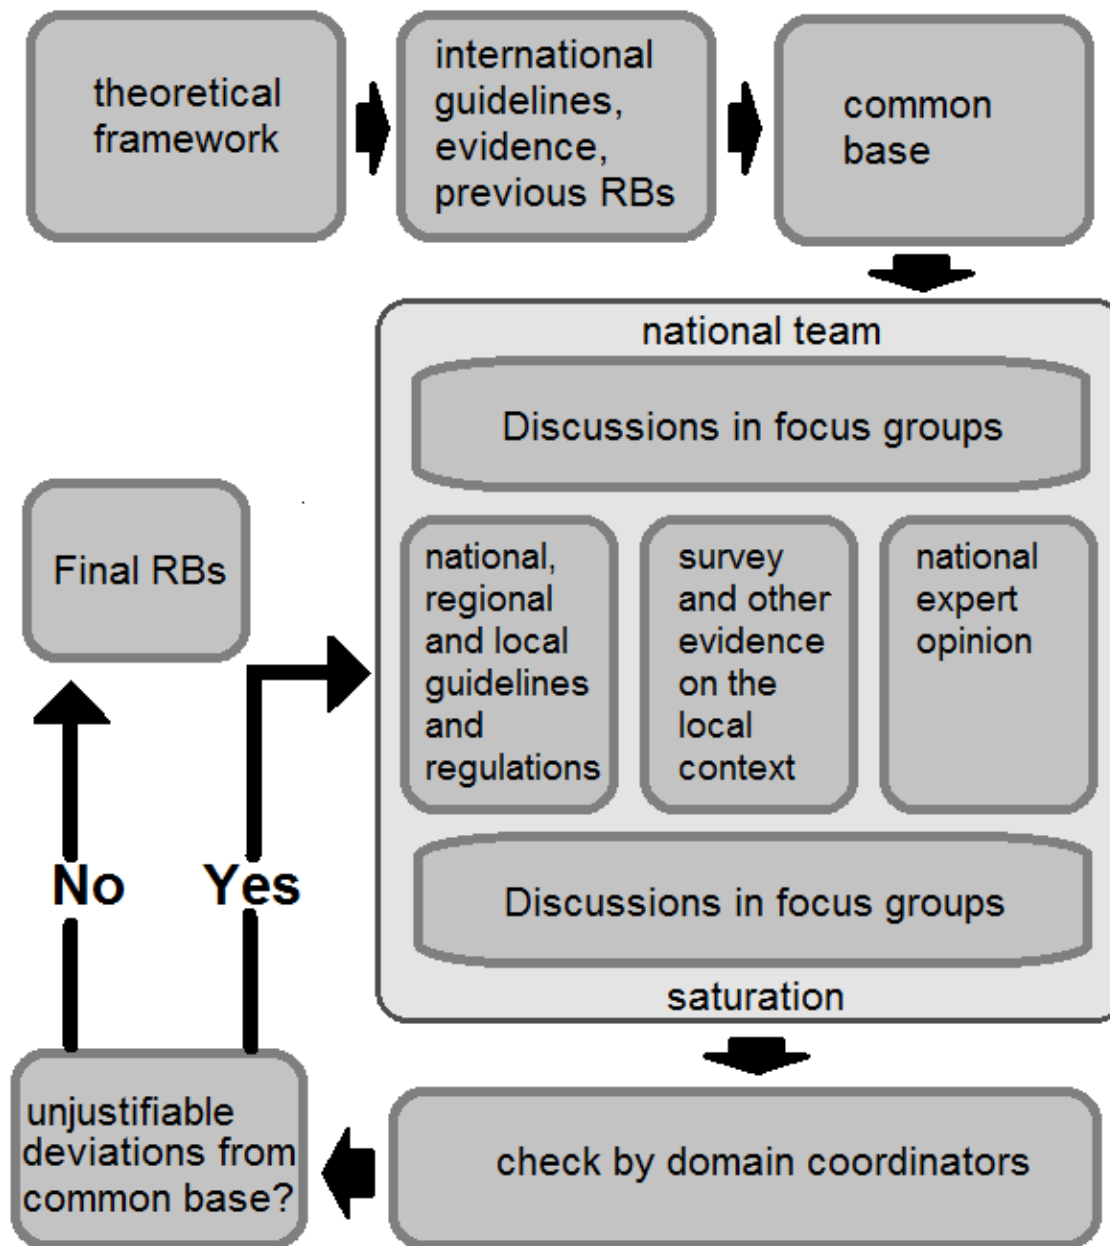 theoretical
framework
international
guidelines,
evidence,
previous RBs
common
base
national team
Discussions in focus groups
national,
regional
and local
guidelines
and
regulations
survey
and other
evidence
on the
local
context
national
expert
opinion
Discussions in focus groups
saturation
check by domain coordinators
unjustifiable
deviations from
common base?
No
Yes
Final RBs